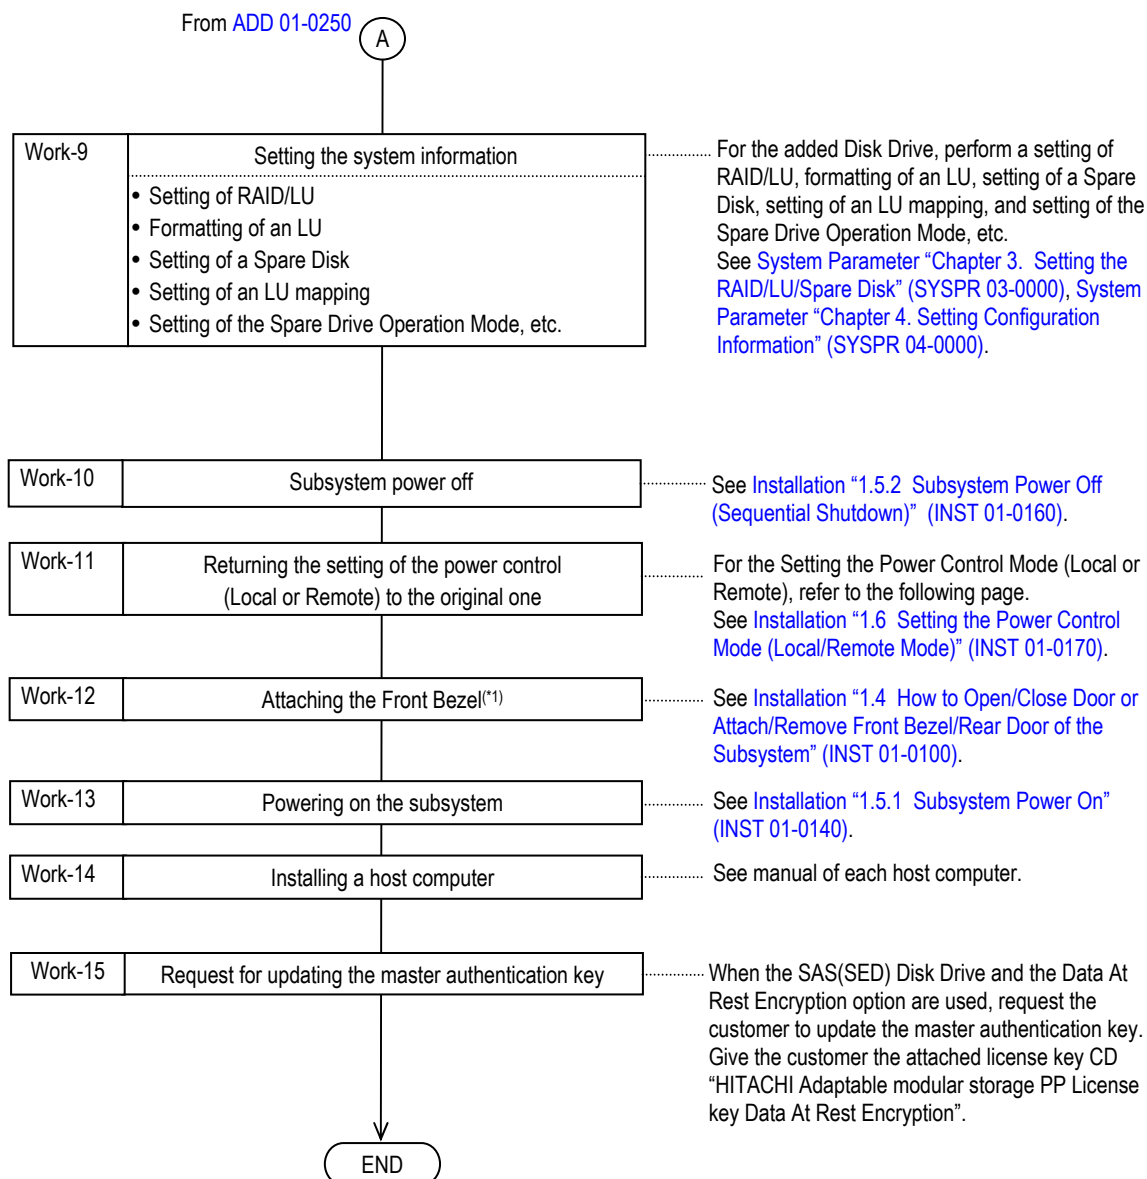 From ADD 01-0250
A
Work-9
Setting the system information
• Setting of RAID/LU
• Formatting of an LU
• Setting of a Spare Disk
• Setting of an LU mapping
• Setting of the Spare Drive Operation Mode, etc.
For the added Disk Drive, perform a setting of
RAID/LU, formatting of an LU, setting of a Spare
Disk, setting of an LU mapping, and setting of the
Spare Drive Operation Mode, etc.
See System Parameter “Chapter 3. Setting the
RAID/LU/Spare Disk” (SYSPR 03-0000), System
Parameter “Chapter 4. Setting Configuration
Information” (SYSPR 04-0000).
Work-10
Subsystem power off
See Installation “1.5.2 Subsystem Power Off
(Sequential Shutdown)” (INST 01-0160).
Work-11
Returning the setting of the power control
(Local or Remote) to the original one
For the Setting the Power Control Mode (Local or
Remote), refer to the following page.
See Installation “1.6 Setting the Power Control
Mode (Local/Remote Mode)” (INST 01-0170).
Work-12
Attaching the Front Bezel(*1)
See Installation “1.4 How to Open/Close Door or
Attach/Remove Front Bezel/Rear Door of the
Subsystem” (INST 01-0100).
Work-13
Powering on the subsystem
See Installation “1.5.1 Subsystem Power On”
(INST 01-0140).
Work-14
Installing a host computer
See manual of each host computer.
Work-15
Request for updating the master authentication key
When the SAS(SED) Disk Drive and the Data At
Rest Encryption option are used, request the
customer to update the master authentication key.
Give the customer the attached license key CD
“HITACHI Adaptable modular storage PP License
key Data At Rest Encryption”.
END